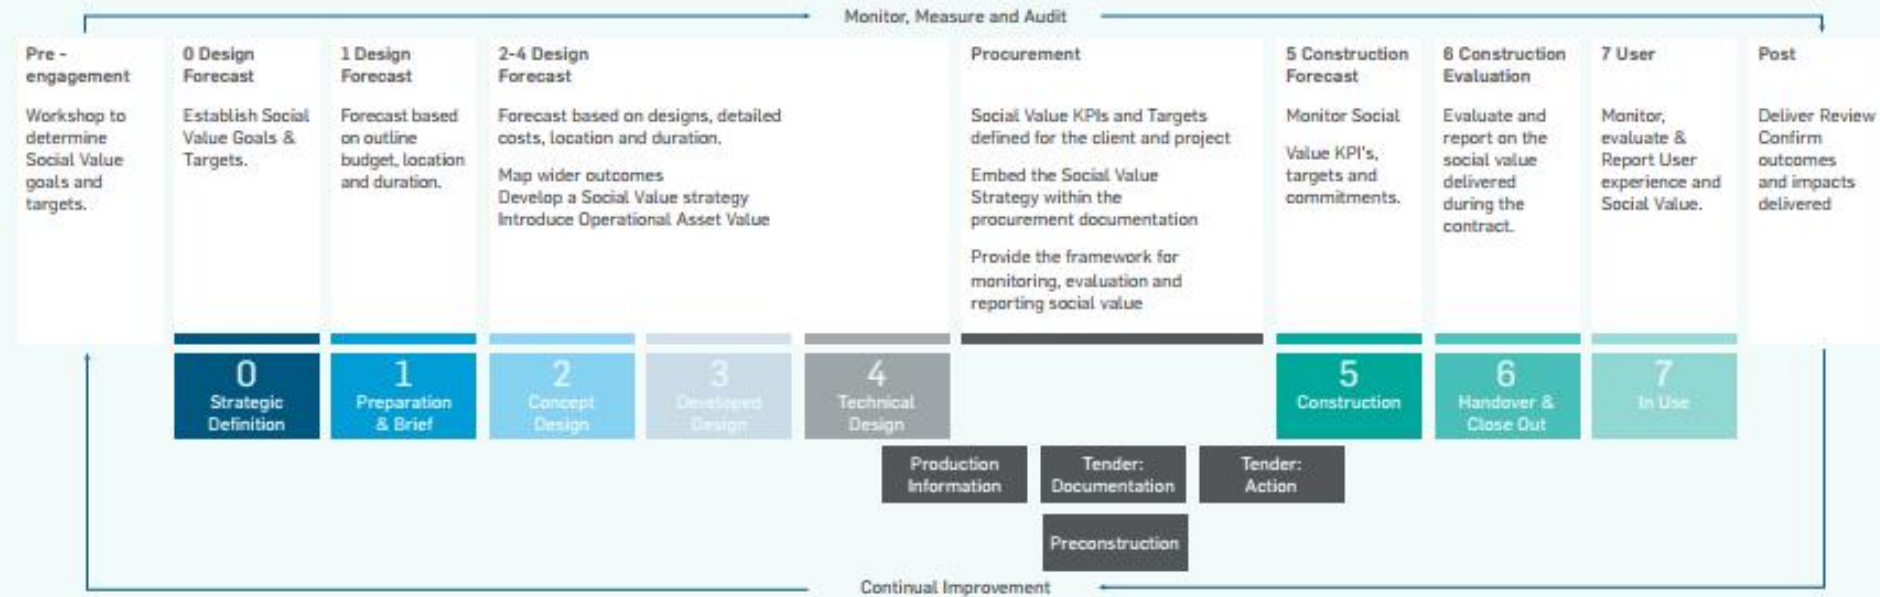 Monitor, Measure and Audit
Pre -
engagement
Workshop to
determine
Social Value
goals and
targets.
0 Design
Forecast
Establish Social
Value Goals &
Targets.
1 Design
Forecast
Forecast based
on outline
budget, location
and duration.
2-4 Design
Forecast
Forecast based on designs, detailed
costs, location and duration.
Map wider outcomes
Develop a Social Value strategy
Introduce Operational Asset Value
Procurement
Social Value KPIs and Targets
defined for the client and project
Embed the Social Value
Strategy within the
procurement documentation
Provide the framework for
monitoring, evaluation and
reporting social value
5 Construction
Forecast
Monitor Social
Value KPI's,
targets and
commitments.
6 Construction
Evaluation
Evaluate and
report on the
social value
delivered
during the
contract.
7 User
Monitor,
evaluate &
Report User
experience and
Social Value.
Post
Deliver Review
Confirm
outcomes
and impacts
delivered
0
Strategic
Definition
1
Preparation
& Brief
2
Concept
Design
3
Developed
Design
4
Technical
Design
5
Construction
6
Handover &
Close Out
7
In Use
Production
Information
Tender:
Documentation
Tender:
Action
Preconstruction
Continual Improvement